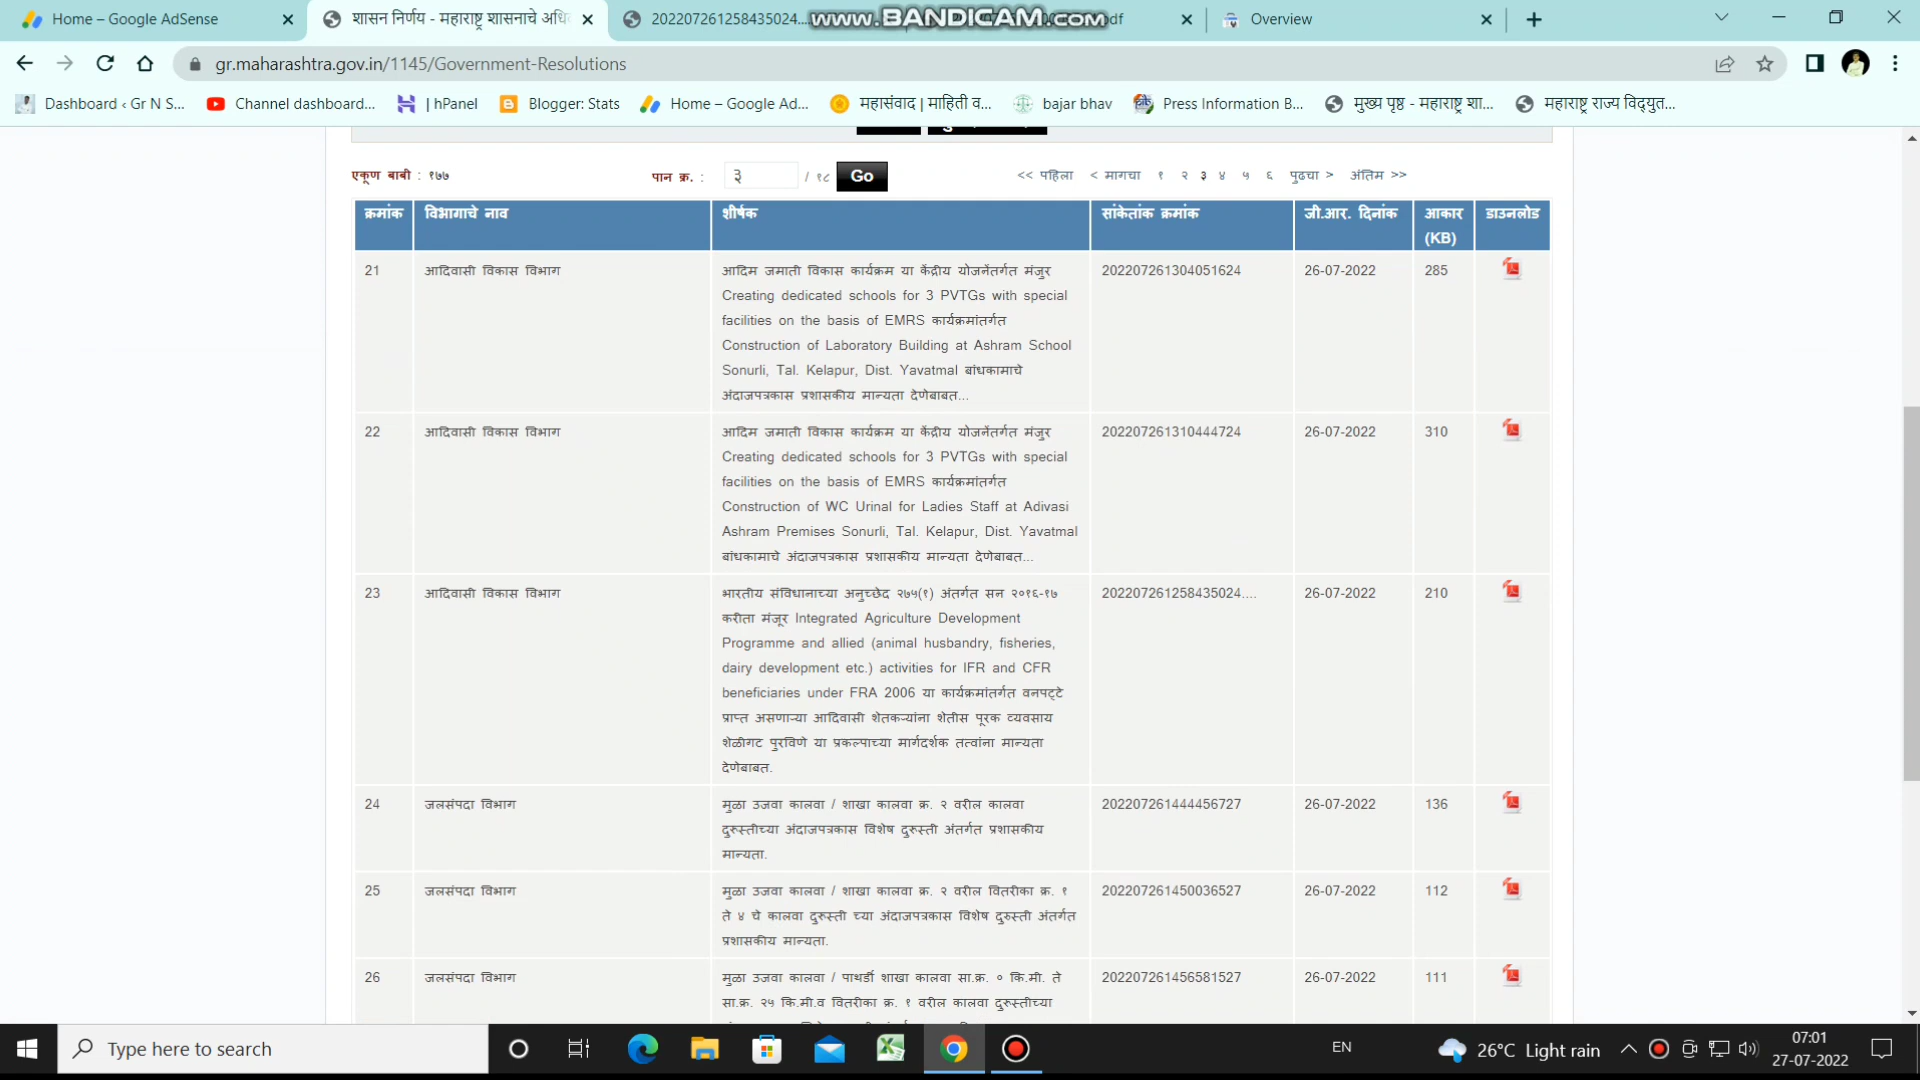 Home – Google AdSense
शासन निर्णय - महाराष्ट्र शासनाचे अधि
202207261258435024....
www.BANDICAM.com
Overview
gr.maharashtra.gov.in/1145/Government-Resolutions
Dashboard ‹ Gr N S...
Channel dashboard...
| hPanel
Blogger: Stats
Home – Google Ad...
महासंवाद | माहिती व...
bajar bhav
Press Information B...
मुख्य पृष्ठ - महाराष्ट्र शा...
महाराष्ट्र राज्य विद्युत...
एकूण बाबी : १७७
पान क्र. : ३ / १८ Go
<< पहिला < मागचा १ २ ३ ४ ५ ६ पुढचा > अंतिम >>
क्रमांक विभागाचे नाव शीर्षक सांकेतांक क्रमांक जी.आर. दिनांक आकार (KB) डाउनलोड
21 आदिवासी विकास विभाग आदिम जमाती विकास कार्यक्रम या केंद्रीय योजनेंतर्गत मंजुर 202207261304051624 26-07-2022 285
Creating dedicated schools for 3 PVTGs with special
facilities on the basis of EMRS कार्यक्रमांतर्गत
Construction of Laboratory Building at Ashram School
Sonurli, Tal. Kelapur, Dist. Yavatmal बांधकामाचे
अंदाजपत्रकास प्रशासकीय मान्यता देणेबाबत...
22 आदिवासी विकास विभाग आदिम जमाती विकास कार्यक्रम या केंद्रीय योजनेंतर्गत मंजुर 202207261310444724 26-07-2022 310
Creating dedicated schools for 3 PVTGs with special
facilities on the basis of EMRS कार्यक्रमांतर्गत
Construction of WC Urinal for Ladies Staff at Adivasi
Ashram Premises Sonurli, Tal. Kelapur, Dist. Yavatmal
बांधकामाचे अंदाजपत्रकास प्रशासकीय मान्यता देणेबाबत...
23 आदिवासी विकास विभाग भारतीय संविधानाच्या अनुच्छेद २७५(१) अंतर्गत सन २०१६-१७ 202207261258435024.... 26-07-2022 210
करीता मंजूर Integrated Agriculture Development
Programme and allied (animal husbandry, fisheries,
dairy development etc.) activities for IFR and CFR
beneficiaries under FRA 2006 या कार्यक्रमांतर्गत वनपट्टे
प्राप्त असणाऱ्या आदिवासी शेतकऱ्यांना शेतीस पूरक व्यवसाय
शेळीगट पुरविणे या प्रकल्पाच्या मार्गदर्शक तत्वांना मान्यता
देणेबाबत.
24 जलसंपदा विभाग मुळा उजवा कालवा / शाखा कालवा क्र. २ वरील कालवा 202207261444456727 26-07-2022 136
दुरूस्तीच्या अंदाजपत्रकास विशेष दुरूस्ती अंतर्गत प्रशासकीय
मान्यता.
25 जलसंपदा विभाग मुळा उजवा कालवा / शाखा कालवा क्र. २ वरील वितरीका क्र. १ 202207261450036527 26-07-2022 112
ते ४ चे कालवा दुरूस्ती च्या अंदाजपत्रकास विशेष दुरुस्ती अंतर्गत
प्रशासकीय मान्यता.
26 जलसंपदा विभाग मुळा उजवा कालवा / पाथर्डी शाखा कालवा सा.क्र. ० कि.मी. ते 202207261456581527 26-07-2022 111
सा.क्र. २५ कि.मी.व वितरीका क्र. १ वरील कालवा दुरूस्तीच्या
Type here to search
EN
26°C Light rain
07:01
27-07-2022